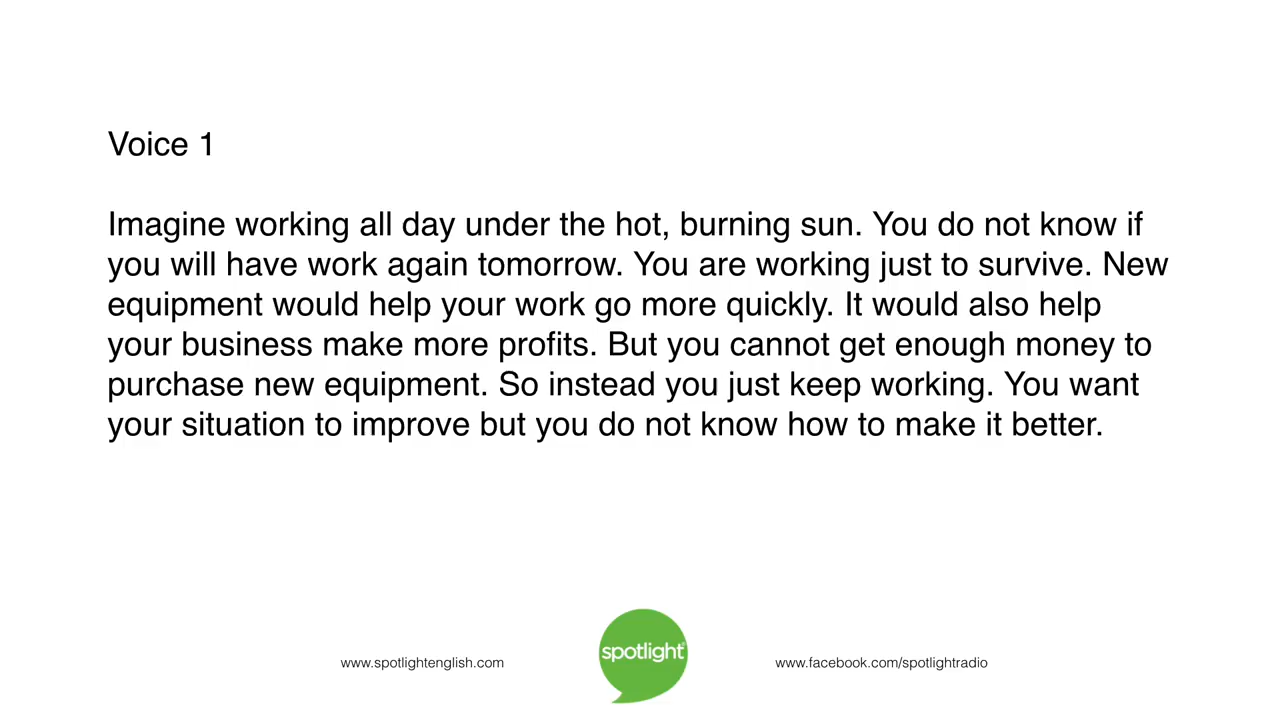 Voice 1
Imagine working all day under the hot, burning sun. You do not know if
you will have work again tomorrow. You are working just to survive. New
equipment would help your work go more quickly. It would also help
your business make more profits. But you cannot get enough money to
purchase new equipment. So instead you just keep working. You want
your situation to improve but you do not know how to make it better.
www.spotlightenglish.com
spotlight®
www.facebook.com/spotlightradio